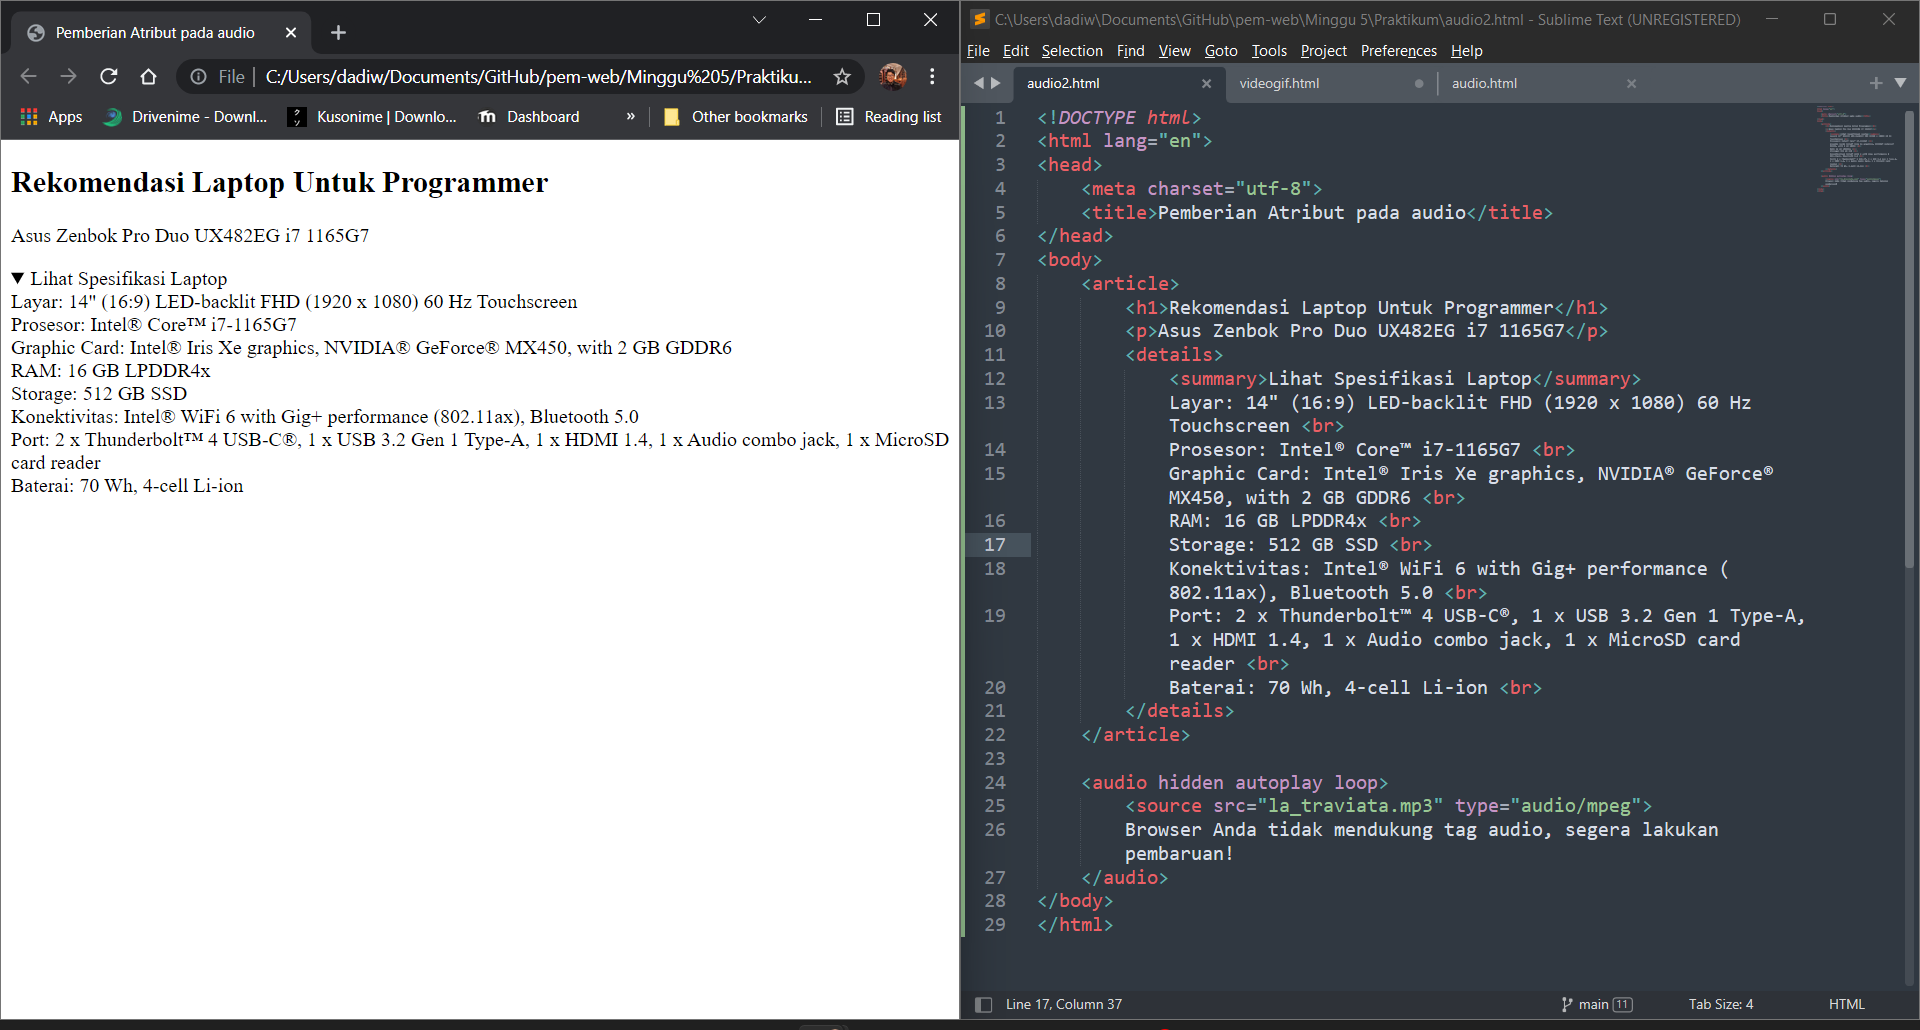 Pemberian Atribut pada audio
File
C:/Users/dadiw/Documents/GitHub/pem-web/Minggu%205/Praktiku...
Apps
Drivenime - Downl...
Kusonime | Downlo...
Dashboard
»
Other bookmarks
Reading list
Rekomendasi Laptop Untuk Programmer
Asus Zenbok Pro Duo UX482EG i7 1165G7
▼ Lihat Spesifikasi Laptop
Layar: 14" (16:9) LED-backlit FHD (1920 x 1080) 60 Hz Touchscreen
Prosesor: Intel® Core™ i7-1165G7
Graphic Card: Intel® Iris Xe graphics, NVIDIA® GeForce® MX450, with 2 GB GDDR6
RAM: 16 GB LPDDR4x
Storage: 512 GB SSD
Konektivitas: Intel® WiFi 6 with Gig+ performance (802.11ax), Bluetooth 5.0
Port: 2 x Thunderbolt™ 4 USB-C®, 1 x USB 3.2 Gen 1 Type-A, 1 x HDMI 1.4, 1 x Audio combo jack, 1 x MicroSD
card reader
Baterai: 70 Wh, 4-cell Li-ion
C:\Users\dadiw\Documents\GitHub\pem-web\Minggu 5\Praktikum\audio2.html - Sublime Text (UNREGISTERED)
File Edit Selection Find View Goto Tools Project Preferences Help
audio2.html
videogif.html
audio.html
1 <!DOCTYPE html>
2 <html lang="en">
3 <head>
4 <meta charset="utf-8">
5 <title>Pemberian Atribut pada audio</title>
6 </head>
7 <body>
8 <article>
9 <h1>Rekomendasi Laptop Untuk Programmer</h1>
10 <p>Asus Zenbok Pro Duo UX482EG i7 1165G7</p>
11 <details>
12 <summary>Lihat Spesifikasi Laptop</summary>
13 Layar: 14" (16:9) LED-backlit FHD (1920 x 1080) 60 Hz
Touchscreen <br>
14 Prosesor: Intel® Core™ i7-1165G7 <br>
15 Graphic Card: Intel® Iris Xe graphics, NVIDIA® GeForce®
MX450, with 2 GB GDDR6 <br>
16 RAM: 16 GB LPDDR4x <br>
17 Storage: 512 GB SSD <br>
18 Konektivitas: Intel® WiFi 6 with Gig+ performance (
802.11ax), Bluetooth 5.0 <br>
19 Port: 2 x Thunderbolt™ 4 USB-C®, 1 x USB 3.2 Gen 1 Type-A,
1 x HDMI 1.4, 1 x Audio combo jack, 1 x MicroSD card
reader <br>
20 Baterai: 70 Wh, 4-cell Li-ion <br>
21 </details>
22 </article>
23
24 <audio hidden autoplay loop>
25 <source src="la_traviata.mp3" type="audio/mpeg">
26 Browser Anda tidak mendukung tag audio, segera lakukan
pembaruan!
27 </audio>
28 </body>
29 </html>
Line 17, Column 37
main 11
Tab Size: 4
HTML